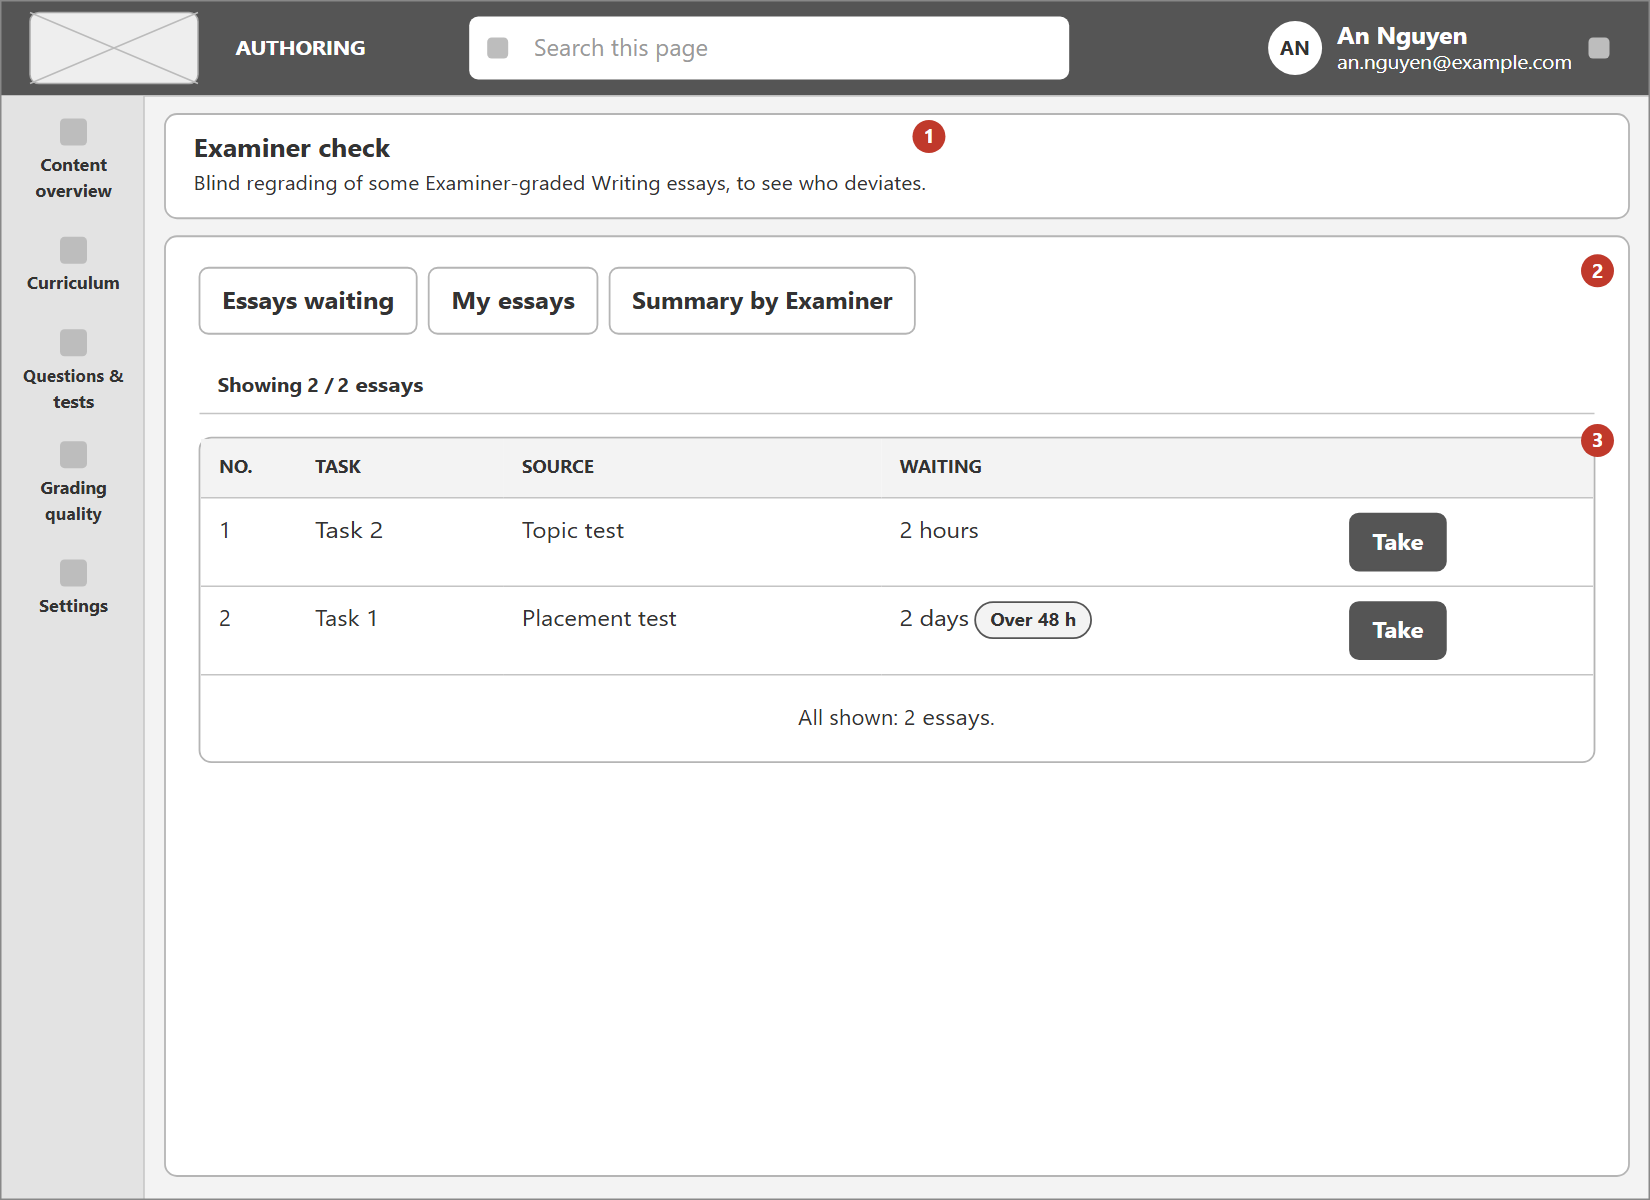 AUTHORING
Search this page
AN
An Nguyen
an.nguyen@example.com
Content
overview
Curriculum
Questions &
tests
Grading
quality
Settings
Examiner check
1
Blind regrading of some Examiner-graded Writing essays, to see who deviates.
2
Essays waiting
My essays
Summary by Examiner
Showing 2 / 2 essays
3
NO. TASK SOURCE WAITING
1 Task 2 Topic test 2 hours Take
2 Task 1 Placement test 2 days Over 48 h Take
All shown: 2 essays.